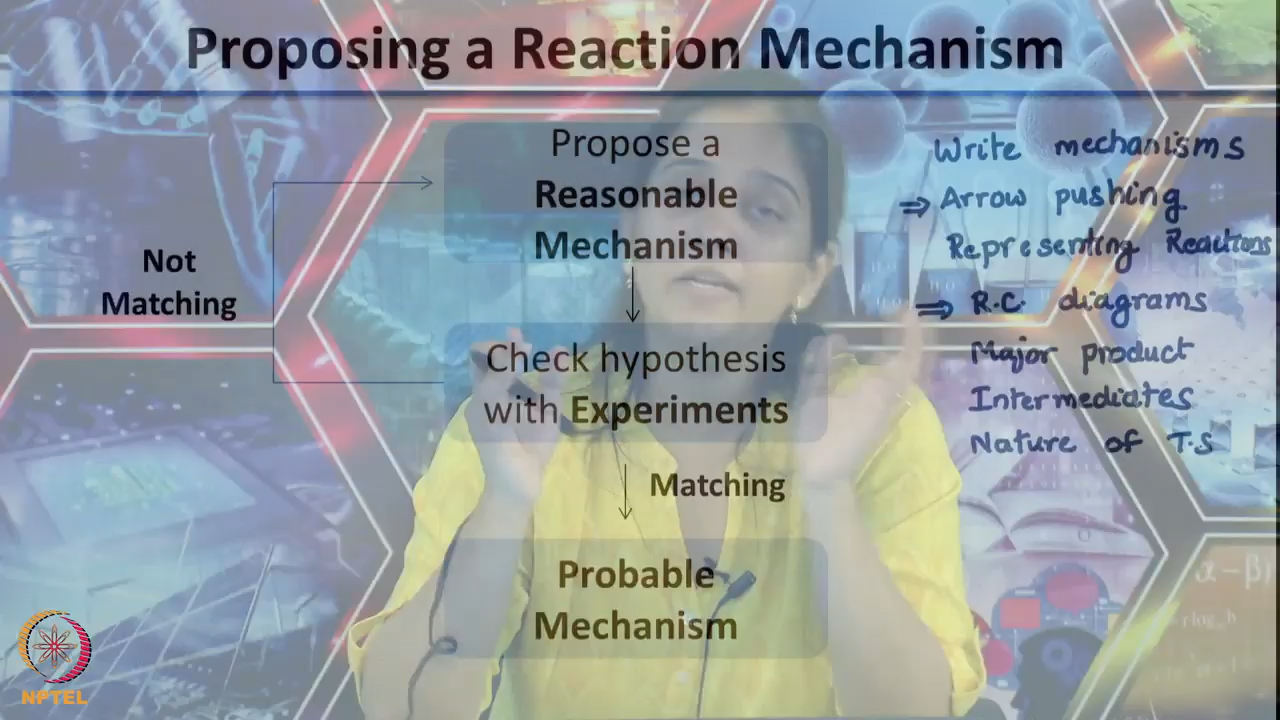 Proposing a Reaction Mechanism
Propose a
Reasonable
Mechanism
Not
Matching
Check hypothesis
with Experiments
Matching
Probable
Mechanism
Write mechanisms
⇒ Arrow pushing
Representing Reactions
⇒ R.C. diagrams
Major product
Intermediates
Nature of T.S
α-β)
NPTEL